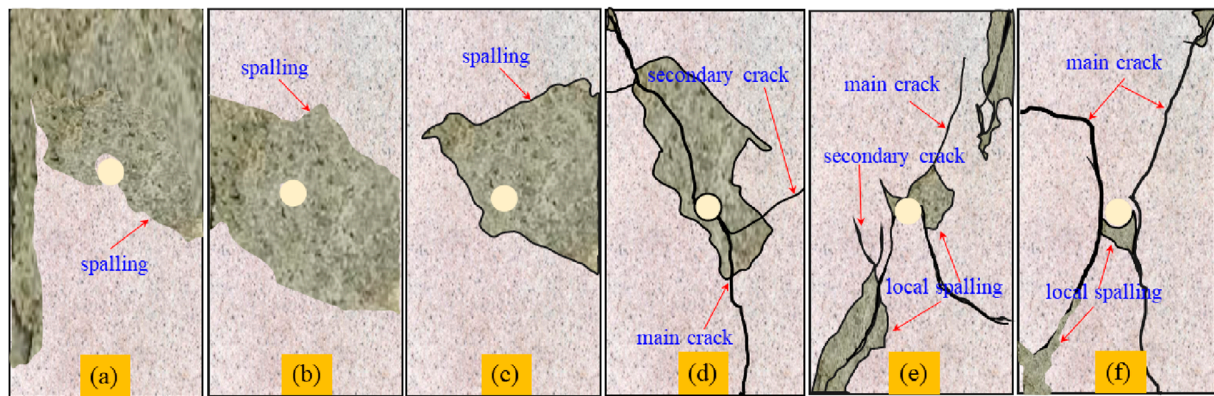 spalling
(a)
spalling
(b)
spalling
(c)
secondary crack
main crack
(d)
main crack
secondary crack
local spalling
(e)
main crack
local spalling
(f)